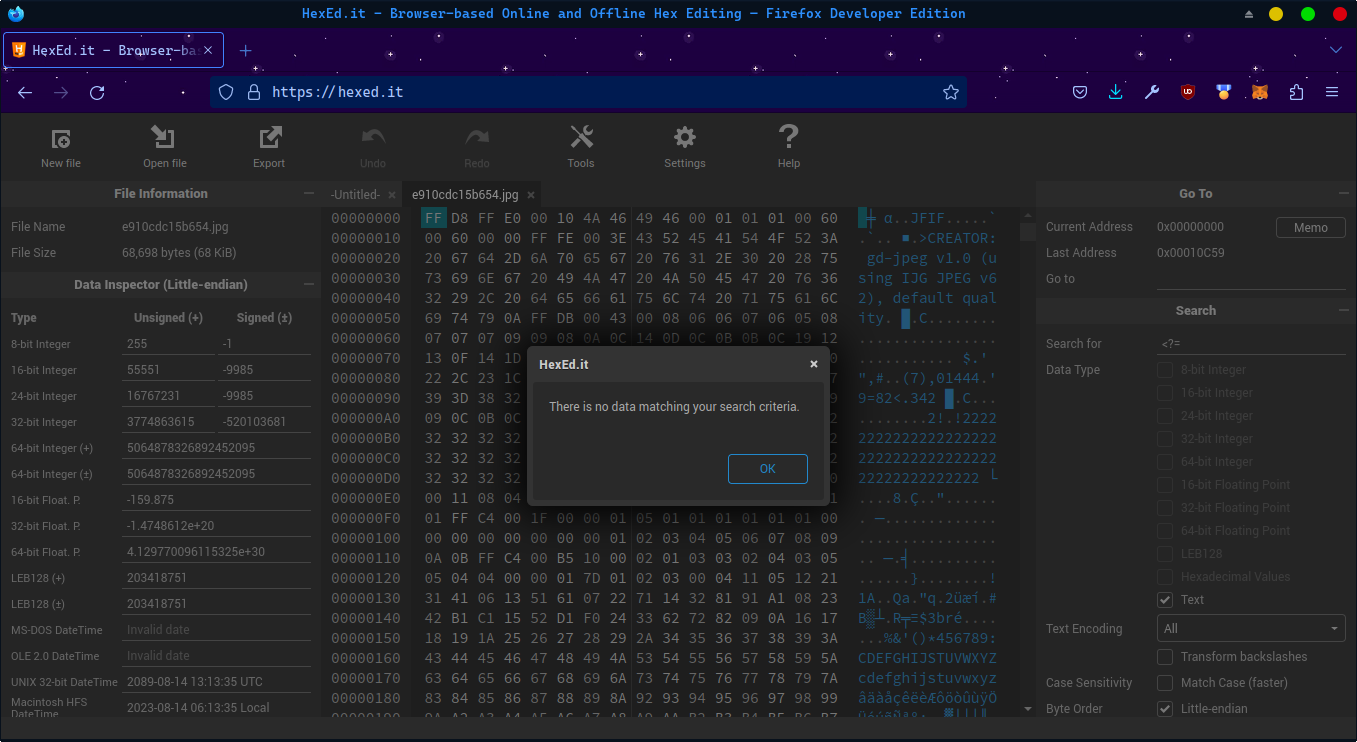 HexEd.it - Browser-based Online and Offline Hex Editing - Firefox Developer Edition
HexEd.it - Browser-ba
https://hexed.it
New file Open file Export Undo Redo Tools Settings Help
File Information
File Name e910cdc15b654.jpg
File Size 68,698 bytes (68 KiB)
Data Inspector (Little-endian)
Type Unsigned (+) Signed (±)
8-bit Integer 255 -1
16-bit Integer 55551 -9985
24-bit Integer 16767231 -9985
32-bit Integer 3774863615 -520103681
64-bit Integer (+) 5064878326892452095
64-bit Integer (±) 5064878326892452095
16-bit Float. P. -159.875
32-bit Float. P. -1.4748612e+20
64-bit Float. P. 4.129770096115325e+30
LEB128 (+) 203418751
LEB128 (±) 203418751
MS-DOS DateTime Invalid date
OLE 2.0 DateTime Invalid date
UNIX 32-bit DateTime 2089-08-14 13:13:35 UTC
Macintosh HFS DateTime 2023-08-14 06:13:35 Local
-Untitled- × e910cdc15b654.jpg ×
00000000 FF D8 FF E0 00 10 4A 46 49 46 00 01 01 01 00 60 α..JFIF.....`
00000010 00 60 00 00 FF FE 00 3E 43 52 45 41 54 4F 52 3A .`.. ■.>CREATOR:
00000020 20 67 64 2D 6A 70 65 67 20 76 31 2E 30 20 28 75 gd-jpeg v1.0 (u
00000030 73 69 6E 67 20 49 4A 47 20 4A 50 45 47 20 76 36 sing IJG JPEG v6
00000040 32 29 2C 20 64 65 66 61 75 6C 74 20 71 75 61 6C 2), default qual
00000050 69 74 79 0A FF DB 00 43 00 08 06 06 07 06 05 08 ity. █.C........
00000060 07 07 07 09 09 08 0A 0C 14 0D 0C 0B 0B 0C 19 12 ................
00000070 13 0F 14 1D 0 .......... $.'
00000080 22 2C 23 1C 7 ",#..(7),01444.'
00000090 39 3D 38 32 9 9=82<.342 █.C...
000000A0 09 0C 0B 0C 2 ........2!.!2222
000000B0 32 32 32 32 2 2222222222222222
000000C0 32 32 32 32 2 2222222222222222
000000D0 32 32 32 32 22222222222222 └
000000E0 00 11 08 04 1 ....8.Ç.."......
000000F0 01 FF C4 00 1F 00 00 01 05 01 01 01 01 01 01 00 . ─.............
00000100 00 00 00 00 00 00 00 01 02 03 04 05 06 07 08 09 ................
00000110 0A 0B FF C4 00 B5 10 00 02 01 03 03 02 04 03 05 .. ─.╡..........
00000120 05 04 04 00 00 01 7D 01 02 03 00 04 11 05 12 21 ......}........!
00000130 31 41 06 13 51 61 07 22 71 14 32 81 91 A1 08 23 1A..Qa."q.2üæí.#
00000140 42 B1 C1 15 52 D1 F0 24 33 62 72 82 09 0A 16 17 B▒┴.R╤≡$3bré....
00000150 18 19 1A 25 26 27 28 29 2A 34 35 36 37 38 39 3A ...%&'()*456789:
00000160 43 44 45 46 47 48 49 4A 53 54 55 56 57 58 59 5A CDEFGHIJSTUVWXYZ
00000170 63 64 65 66 67 68 69 6A 73 74 75 76 77 78 79 7A cdefghijstuvwxyz
00000180 83 84 85 86 87 88 89 8A 92 93 94 95 96 97 98 99 âäàåçêëèÆôöòûùÿÖ
HexEd.it ×
There is no data matching your search criteria.
OK
Go To
Current Address 0x00000000 Memo
Last Address 0x00010C59
Go to
Search
Search for <?=
Data Type 8-bit Integer
16-bit Integer
24-bit Integer
32-bit Integer
64-bit Integer
16-bit Floating Point
32-bit Floating Point
64-bit Floating Point
LEB128
Hexadecimal Values
Text
Text Encoding All
Transform backslashes
Case Sensitivity Match Case (faster)
Byte Order Little-endian